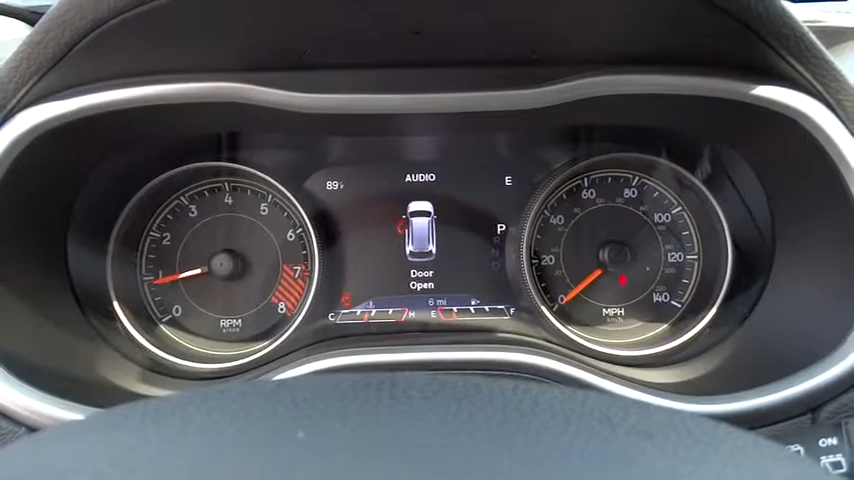 AUDIO
89°F
E
P
R
N
D
Door
Open
6 mi
C H E F
0 1 2 3 4 5 6 7 8
RPM
x1000
0 20 40 60 80 100 120 140
MPH
km/h
ON